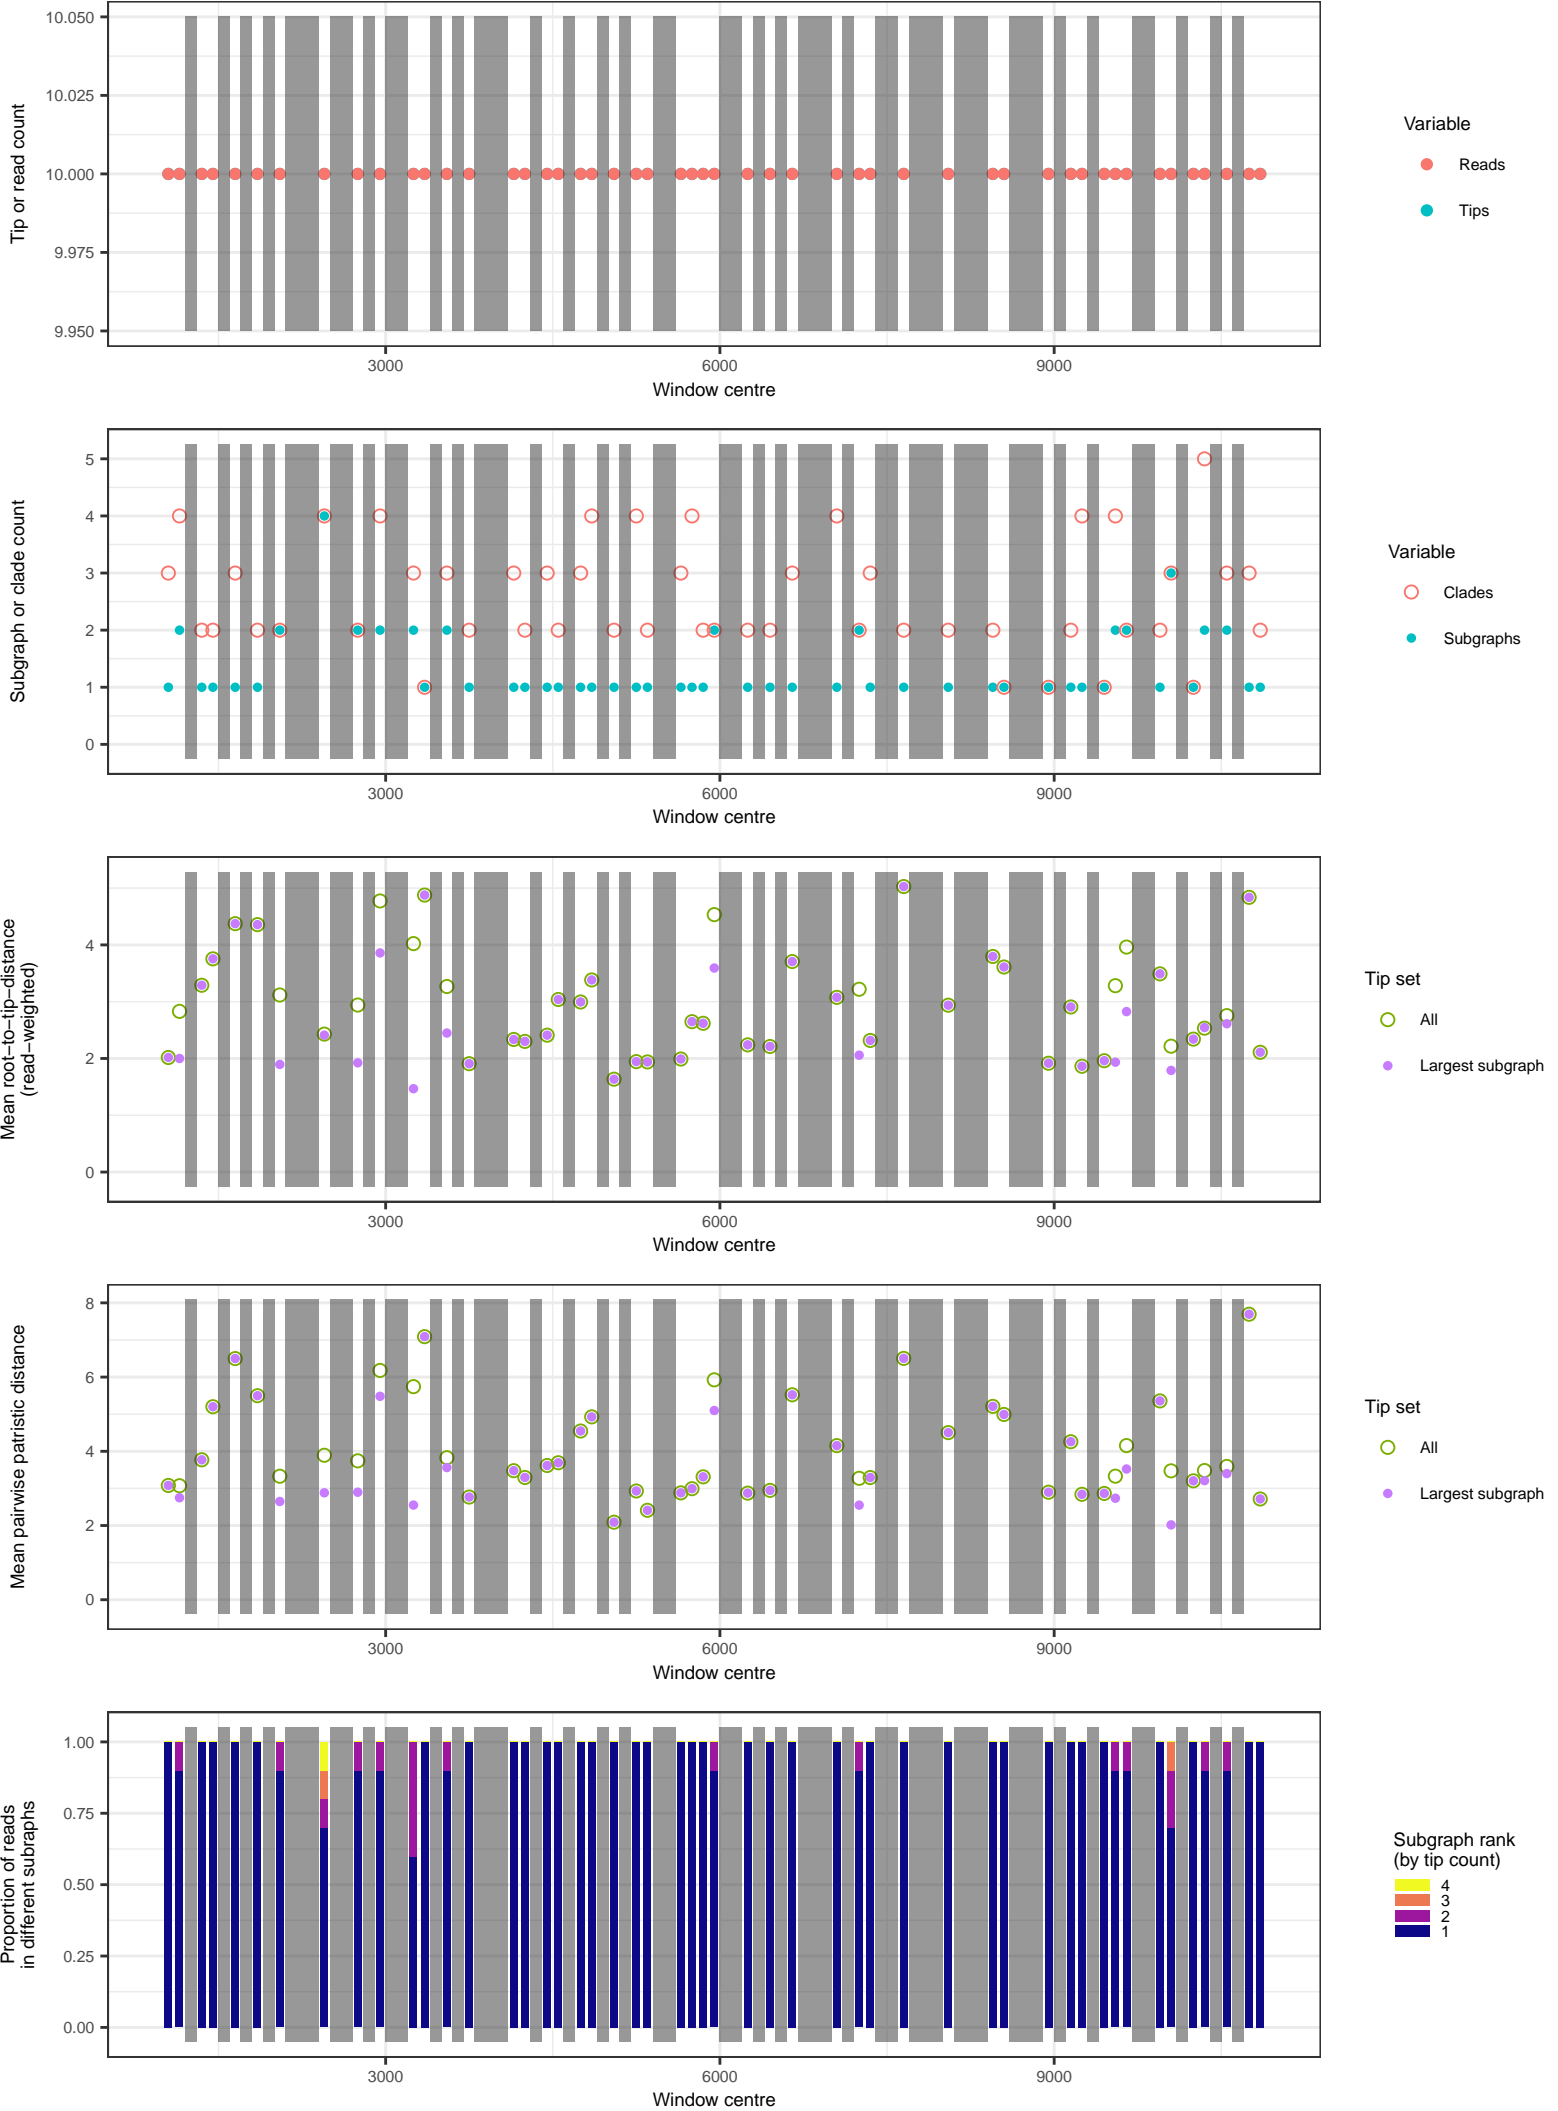 10.050
10.025
10.000
9.975
9.950
Tip or read count
3000
6000
9000
Window centre
Variable
Reads
Tips
5
4
3
2
1
0
Subgraph or clade count
3000
6000
9000
Window centre
Variable
Clades
Subgraphs
4
2
0
Mean root−to−tip−distance
(read−weighted)
3000
6000
9000
Window centre
Tip set
All
Largest subgraph
8
6
4
2
0
Mean pairwise patristic distance
3000
6000
9000
Window centre
Tip set
All
Largest subgraph
1.00
0.75
0.50
0.25
0.00
Proportion of reads
in different subraphs
3000
6000
9000
Window centre
Subgraph rank
(by tip count)
4
3
2
1